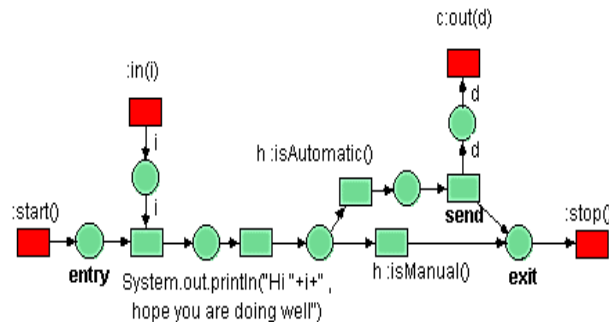 c:out(d)
:in(i)
d
i
d
h :isAutomatic()
i
:start()
send
:stop()
entry
h :isManual()
exit
System.out.println("Hi "+i+" ,
hope you are doing well")